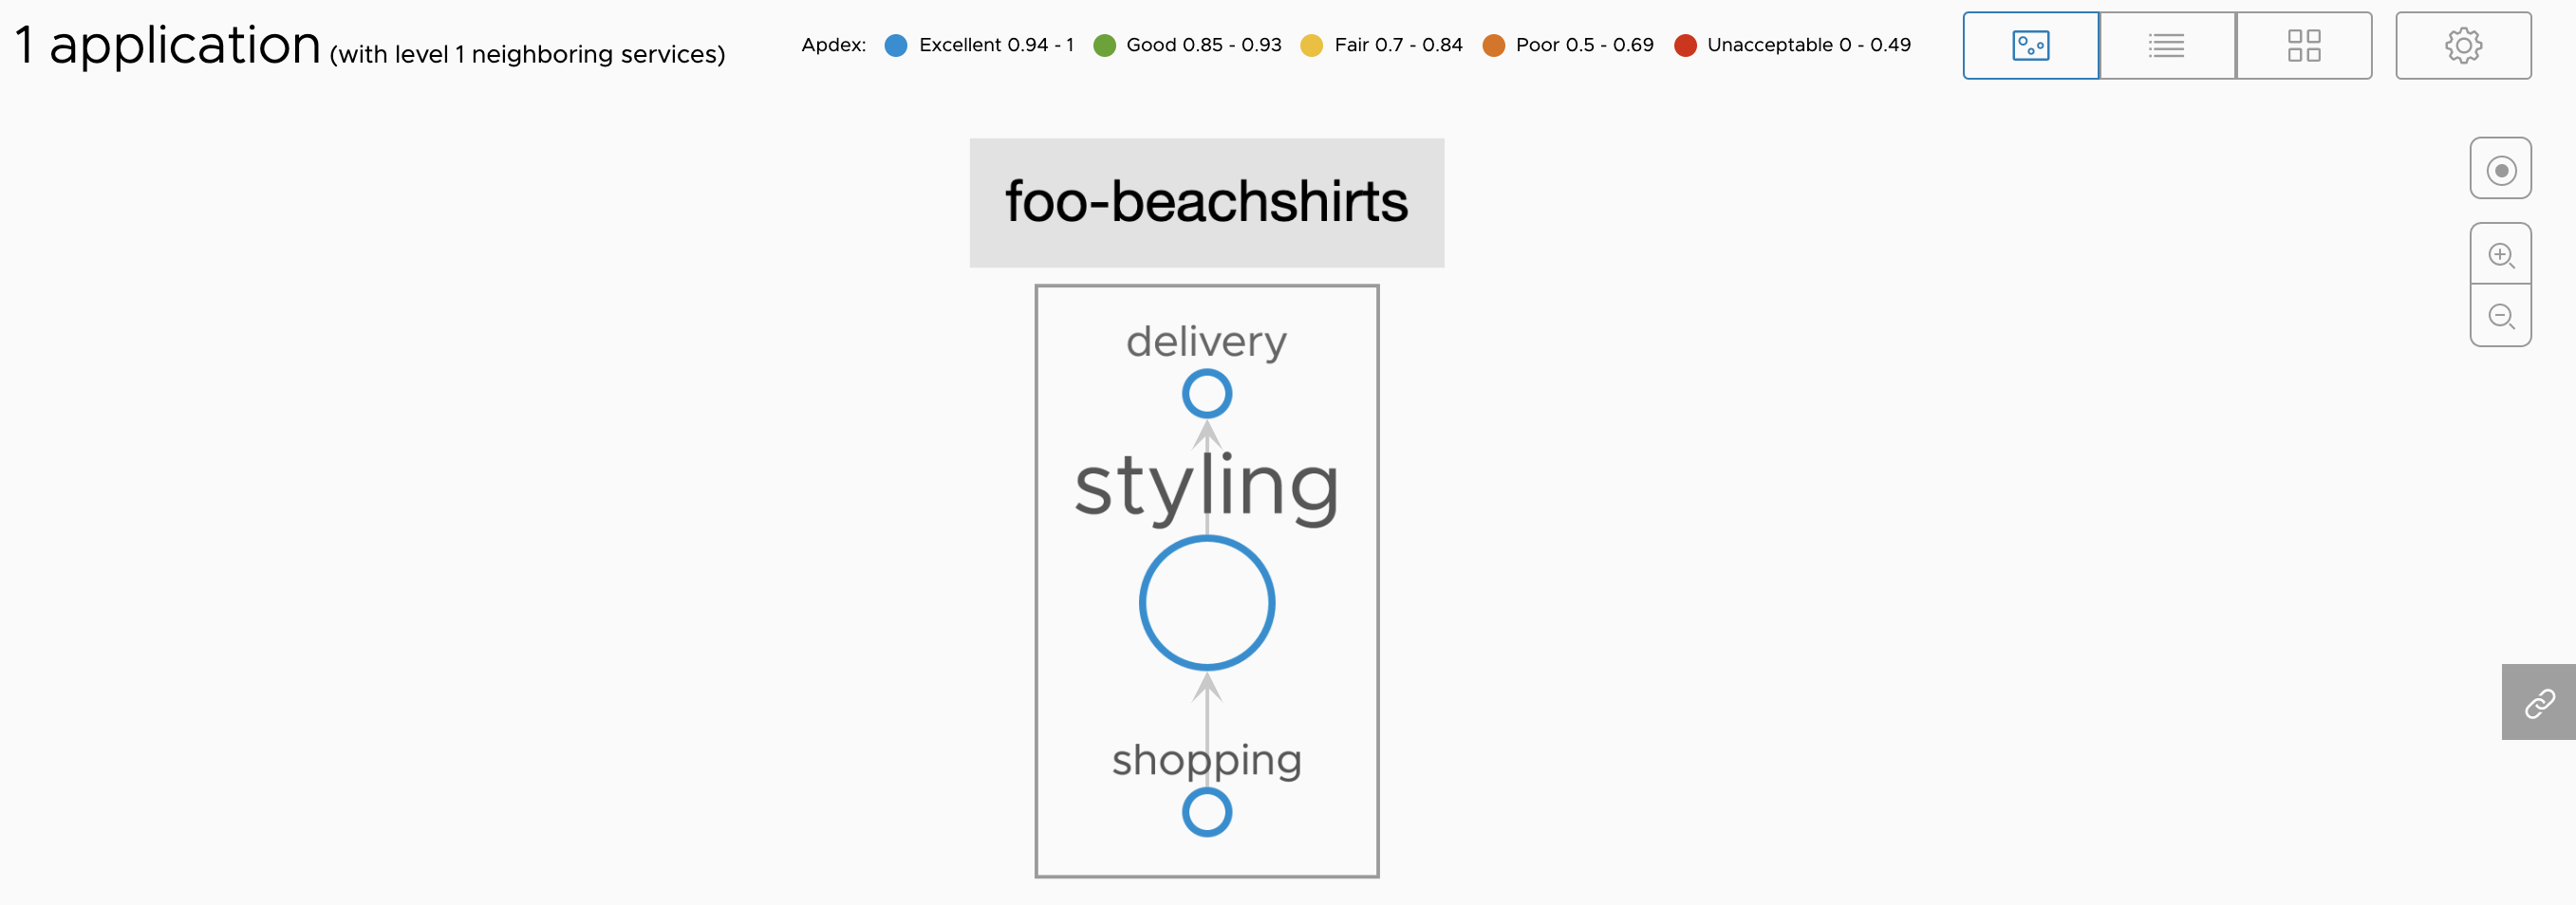 1 application (with level 1 neighboring services)
Apdex: Excellent 0.94 - 1 Good 0.85 - 0.93 Fair 0.7 - 0.84 Poor 0.5 - 0.69 Unacceptable 0 - 0.49
foo-beachshirts
delivery
styling
shopping